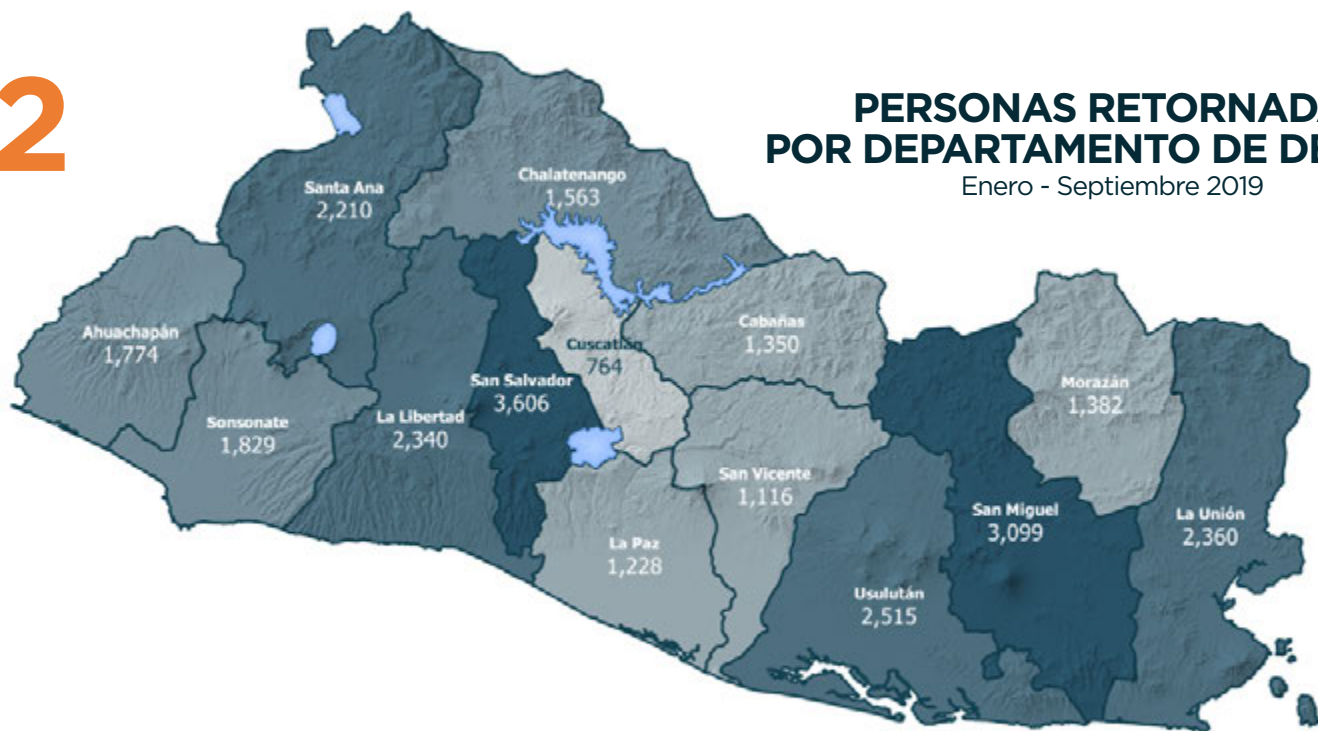 2
PERSONAS RETORNADA
POR DEPARTAMENTO DE DE
Enero - Septiembre 2019
Santa Ana
2,210
Chalatenango
1,563
Ahuachapán
1,774
Sonsonate
1,829
La Libertad
2,340
San Salvador
3,606
Cuscatlán
764
Cabañas
1,350
La Paz
1,228
San Vicente
1,116
Usulután
2,515
San Miguel
3,099
Morazán
1,382
La Unión
2,360